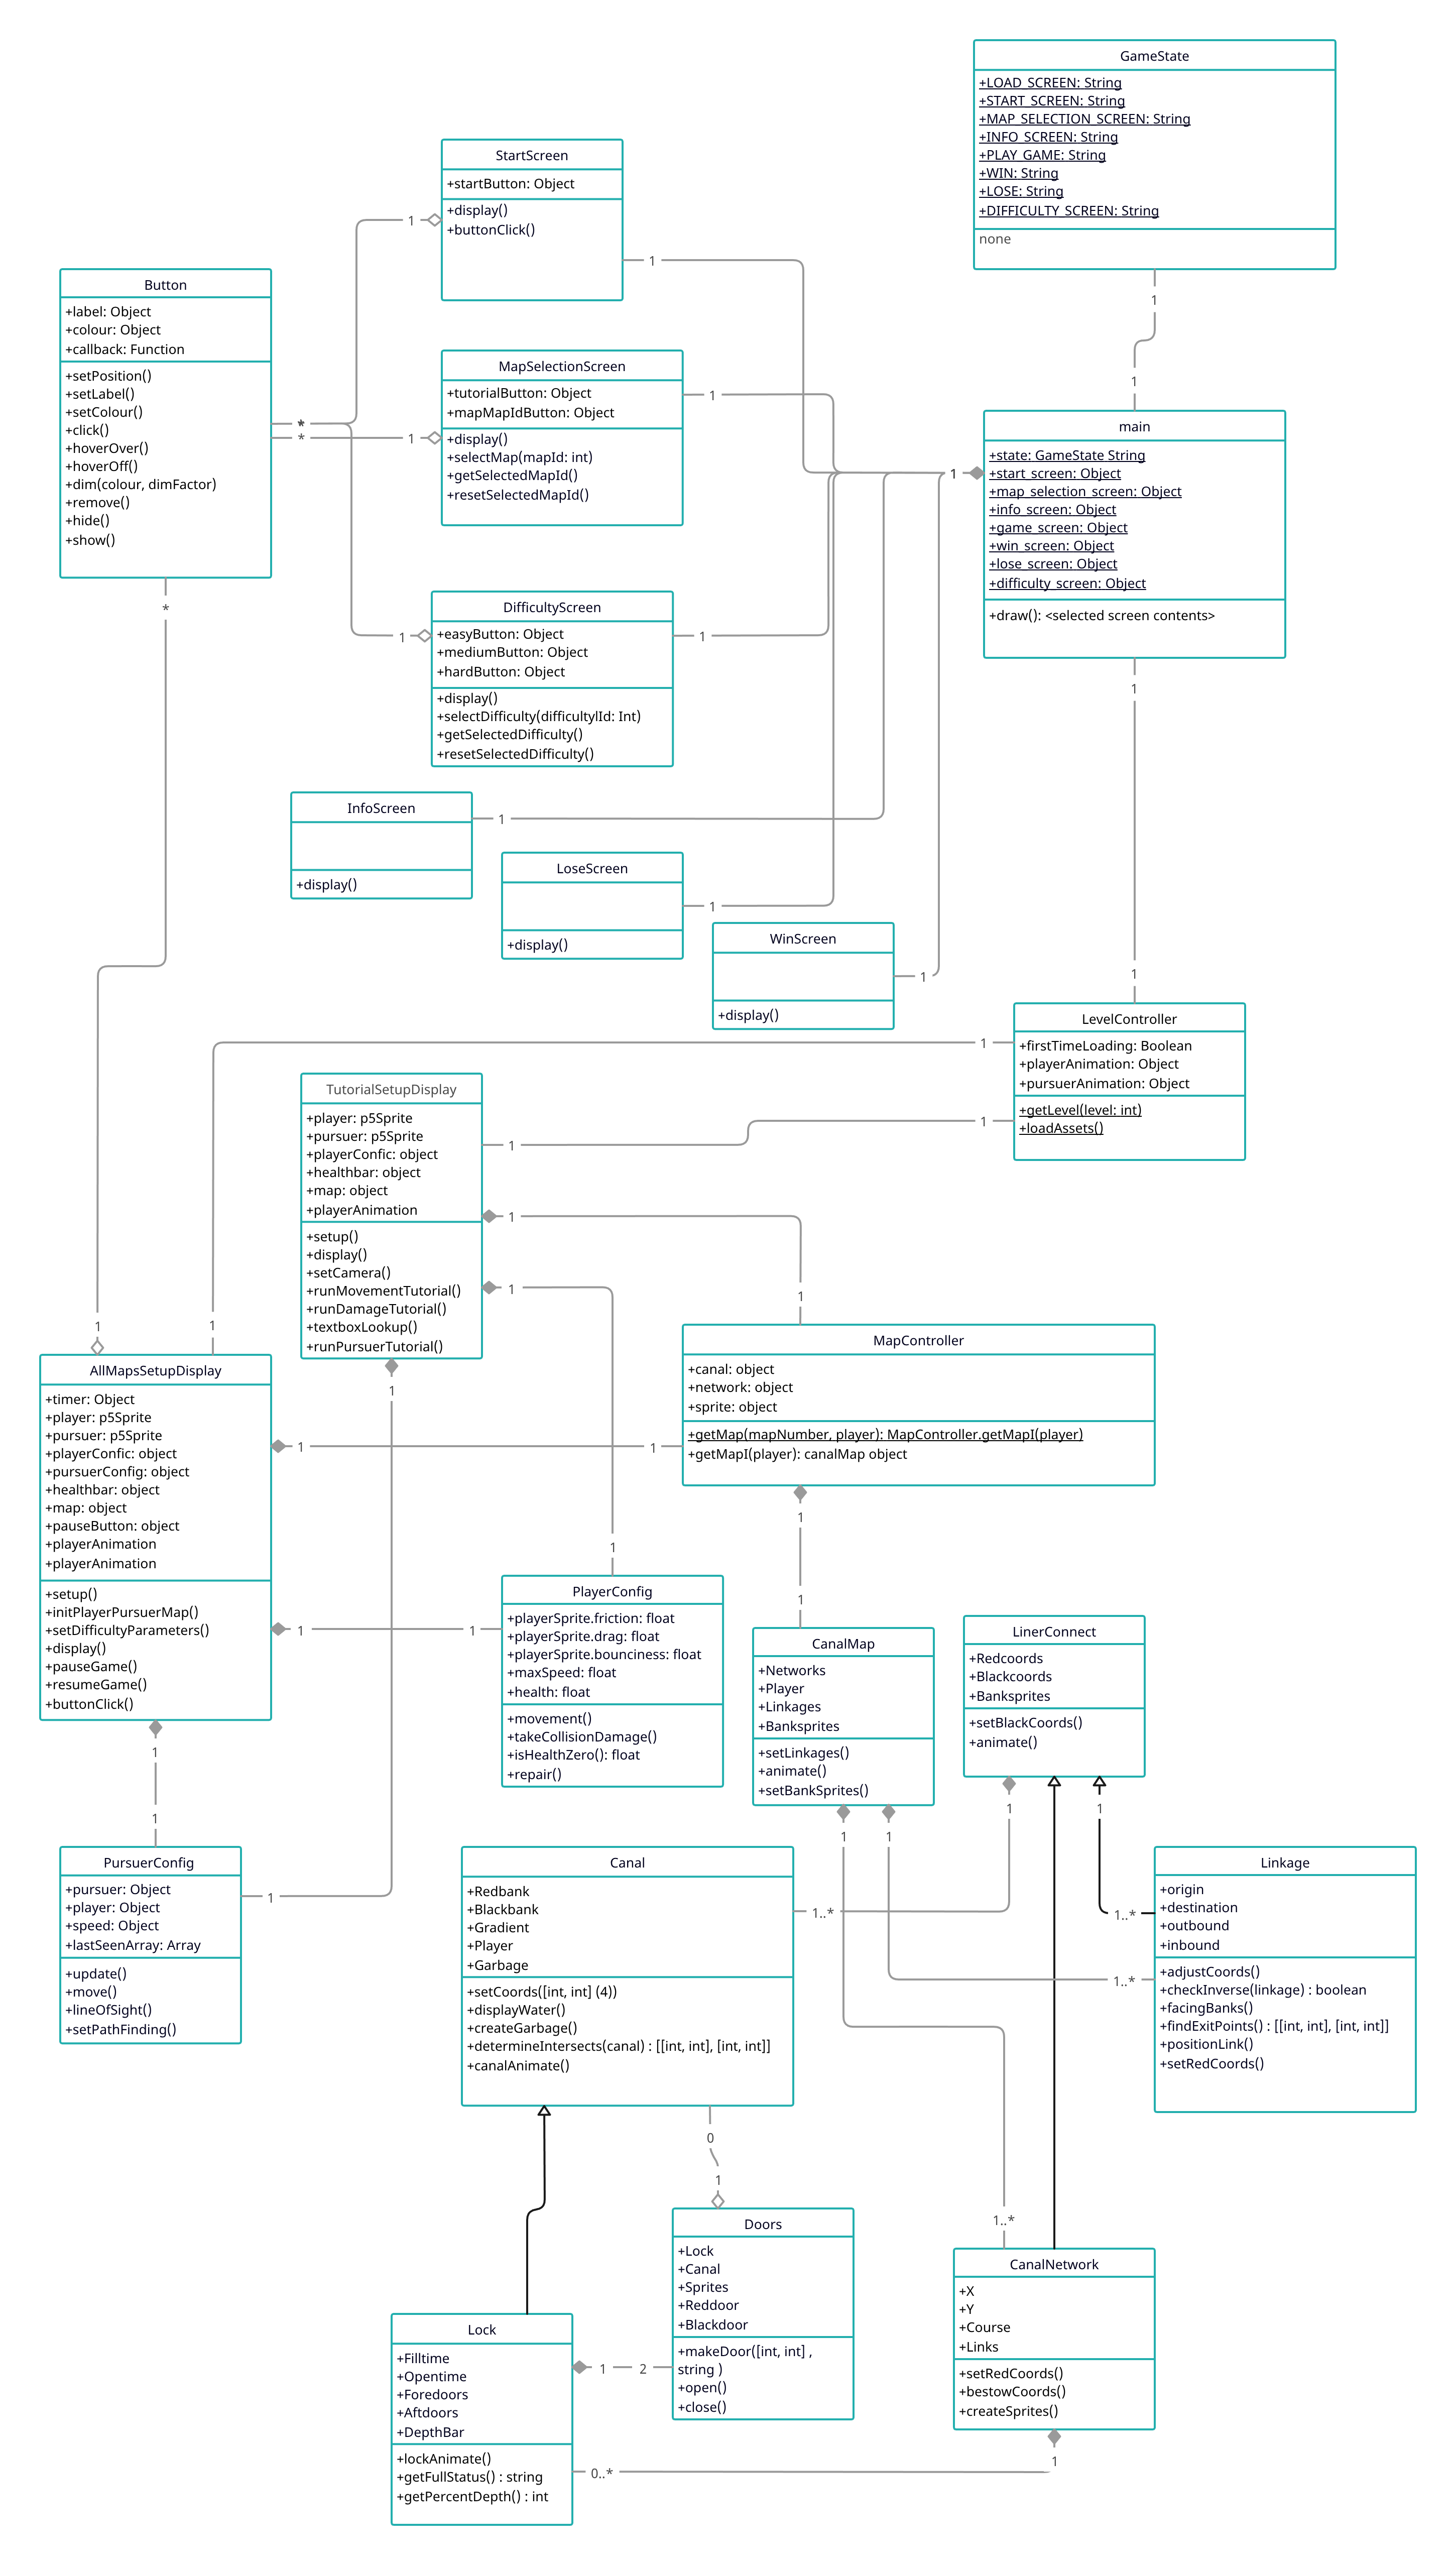 GameState
+LOAD_SCREEN: String
+START_SCREEN: String
+MAP_SELECTION_SCREEN: String
+INFO_SCREEN: String
+PLAY_GAME: String
+WIN: String
+LOSE: String
+DIFFICULTY_SCREEN: String
none
1
1
StartScreen
+startButton: Object
+display()
+buttonClick()
1
1
Button
+label: Object
+colour: Object
+callback: Function
+setPosition()
+setLabel()
+setColour()
+click()
+hoverOver()
+hoverOff()
+dim(colour, dimFactor)
+remove()
+hide()
+show()
*
*
*
MapSelectionScreen
+tutorialButton: Object
+mapMapIdButton: Object
+display()
+selectMap(mapId: int)
+getSelectedMapId()
+resetSelectedMapId()
1
1
main
+state: GameState String
+start_screen: Object
+map_selection_screen: Object
+info_screen: Object
+game_screen: Object
+win_screen: Object
+lose_screen: Object
+difficulty_screen: Object
+draw(): <selected screen contents>
1
1
1
DifficultyScreen
+easyButton: Object
+mediumButton: Object
+hardButton: Object
+display()
+selectDifficulty(difficultylId: Int)
+getSelectedDifficulty()
+resetSelectedDifficulty()
1
1
InfoScreen
+display()
1
LoseScreen
+display()
1
WinScreen
+display()
1
LevelController
+firstTimeLoading: Boolean
+playerAnimation: Object
+pursuerAnimation: Object
+getLevel(level: int)
+loadAssets()
1
1
TutorialSetupDisplay
+player: p5Sprite
+pursuer: p5Sprite
+playerConfic: object
+healthbar: object
+map: object
+playerAnimation
+setup()
+display()
+setCamera()
+runMovementTutorial()
+runDamageTutorial()
+textboxLookup()
+runPursuerTutorial()
1
1
1
1
1
1
1
MapController
+canal: object
+network: object
+sprite: object
+getMap(mapNumber, player): MapController.getMapI(player)
+getMapI(player): canalMap object
AllMapsSetupDisplay
+timer: Object
+player: p5Sprite
+pursuer: p5Sprite
+playerConfic: object
+pursuerConfig: object
+healthbar: object
+map: object
+pauseButton: object
+playerAnimation
+playerAnimation
+setup()
+initPlayerPursuerMap()
+setDifficultyParameters()
+display()
+pauseGame()
+resumeGame()
+buttonClick()
1
1
1
1
1
1
1
1
1
PlayerConfig
+playerSprite.friction: float
+playerSprite.drag: float
+playerSprite.bounciness: float
+maxSpeed: float
+health: float
+movement()
+takeCollisionDamage()
+isHealthZero(): float
+repair()
CanalMap
+Networks
+Player
+Linkages
+Banksprites
+setLinkages()
+animate()
+setBankSprites()
1
1
LinerConnect
+Redcoords
+Blackcoords
+Banksprites
+setBlackCoords()
+animate()
1
1
PursuerConfig
+pursuer: Object
+player: Object
+speed: Object
+lastSeenArray: Array
+update()
+move()
+lineOfSight()
+setPathFinding()
1
Canal
+Redbank
+Blackbank
+Gradient
+Player
+Garbage
+setCoords([int, int] (4))
+displayWater()
+createGarbage()
+determineIntersects(canal) : [[int, int], [int, int]]
+canalAnimate()
1..*
Linkage
+origin
+destination
+outbound
+inbound
+adjustCoords()
+checkInverse(linkage) : boolean
+facingBanks()
+findExitPoints() : [[int, int], [int, int]]
+positionLink()
+setRedCoords()
1..*
1..*
0
1
Doors
+Lock
+Canal
+Sprites
+Reddoor
+Blackdoor
+makeDoor([int, int] ,
string )
+open()
+close()
1..*
CanalNetwork
+X
+Y
+Course
+Links
+setRedCoords()
+bestowCoords()
+createSprites()
Lock
+Filltime
+Opentime
+Foredoors
+Aftdoors
+DepthBar
+lockAnimate()
+getFullStatus() : string
+getPercentDepth() : int
1
2
0..*
1